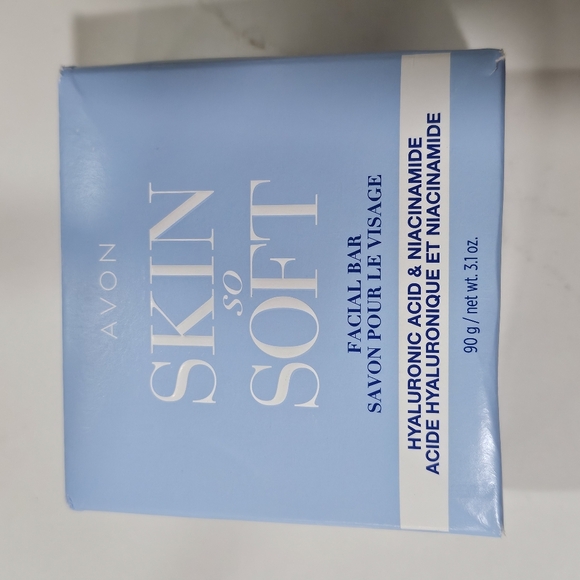 AVON
SKIN
so
SOFT
FACIAL BAR
SAVON POUR LE VISAGE
HYALURONIC ACID & NIACINAMIDE
ACIDE HYALURONIQUE ET NIACINAMIDE
90 g / net wt. 3.1 oz.